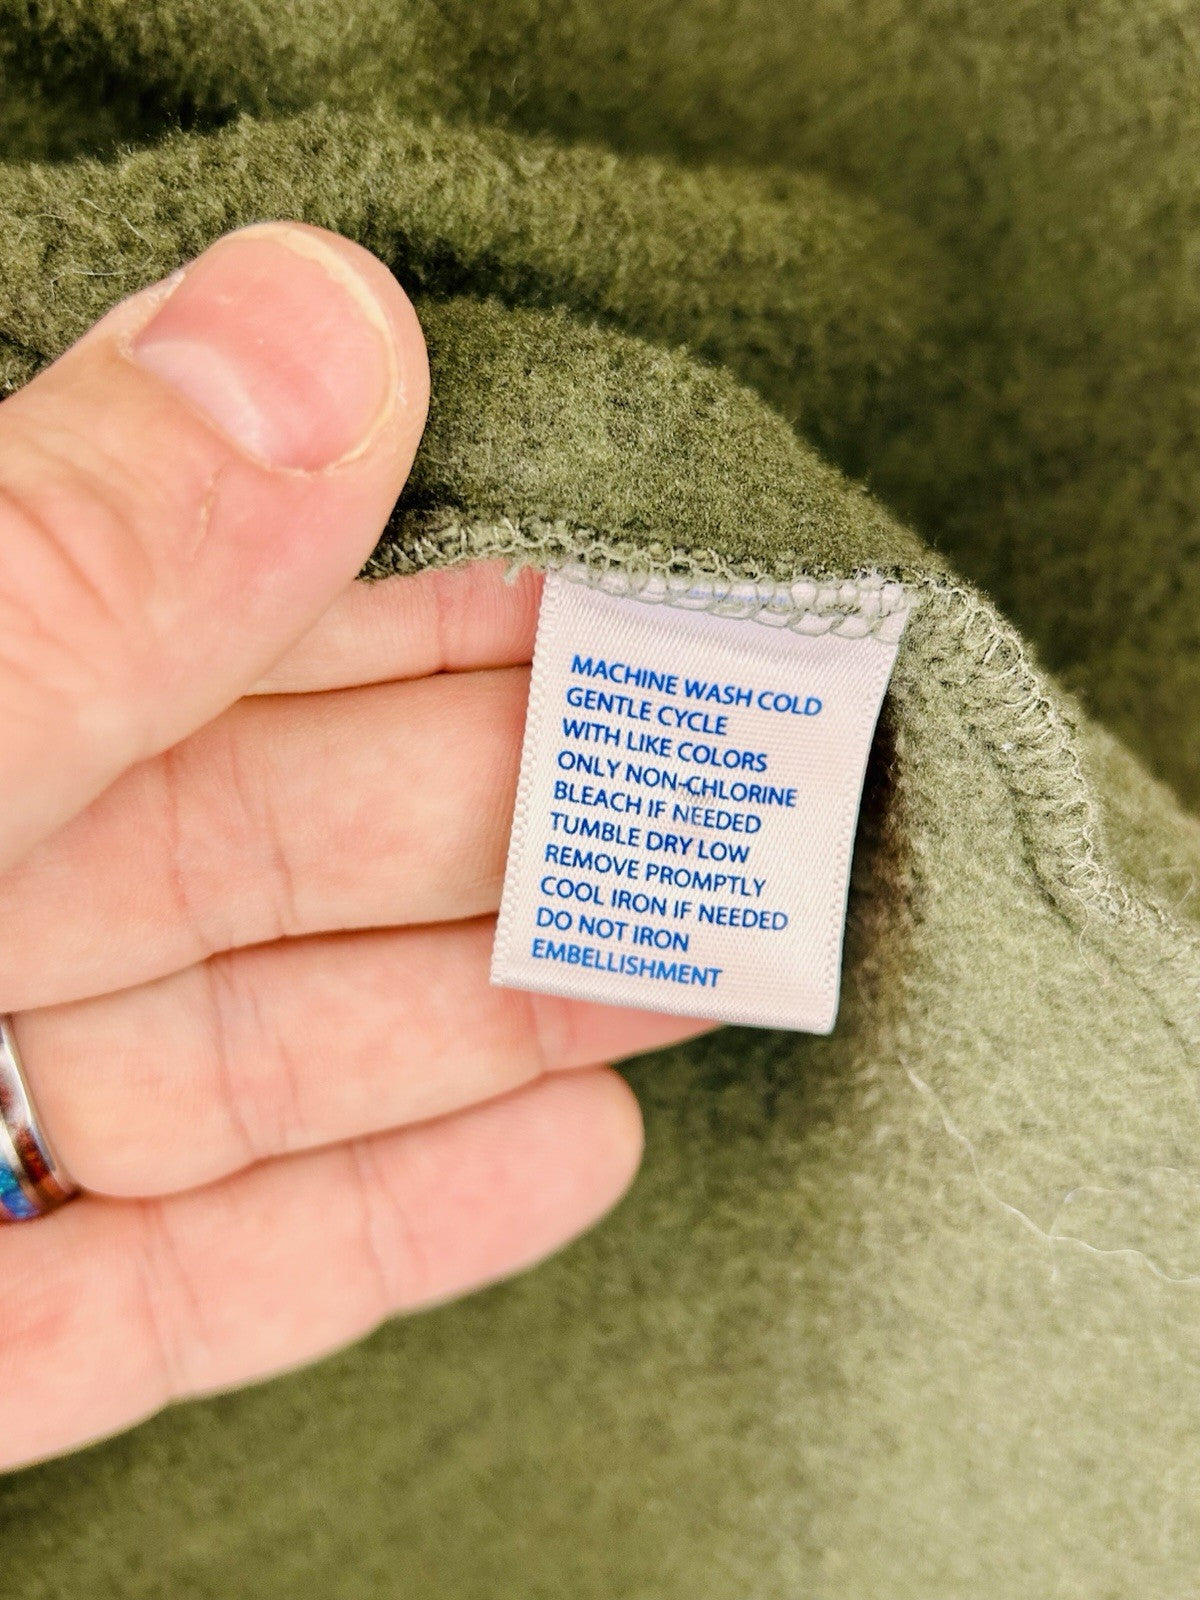 MACHINE WASH COLD
GENTLE CYCLE
WITH LIKE COLORS
ONLY NON-CHLORINE
BLEACH IF NEEDED
TUMBLE DRY LOW
REMOVE PROMPTLY
COOL IRON IF NEEDED
DO NOT IRON
EMBELLISHMENT